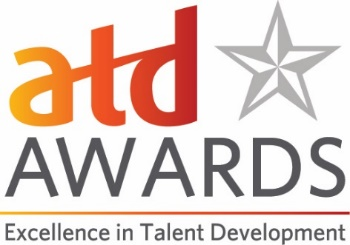 atd
AWARDS
Excellence in Talent Development